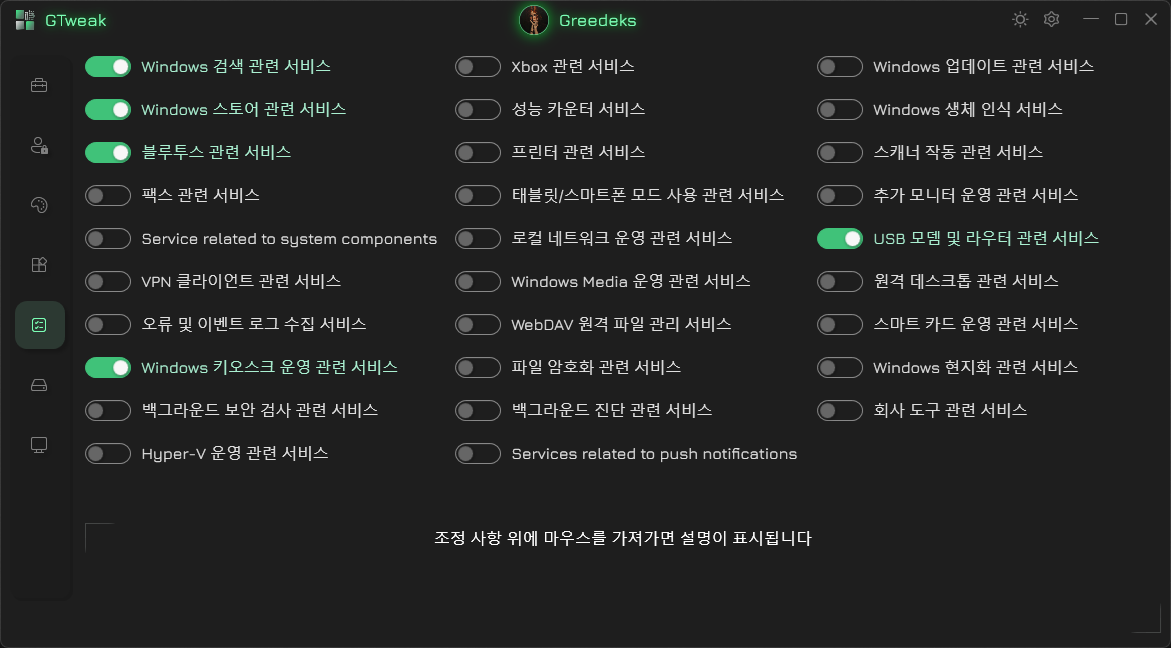 GTweak
Greedeks
Windows 검색 관련 서비스
Xbox 관련 서비스
Windows 업데이트 관련 서비스
Windows 스토어 관련 서비스
성능 카운터 서비스
Windows 생체 인식 서비스
블루투스 관련 서비스
프린터 관련 서비스
스캐너 작동 관련 서비스
팩스 관련 서비스
태블릿/스마트폰 모드 사용 관련 서비스
추가 모니터 운영 관련 서비스
Service related to system components
로컬 네트워크 운영 관련 서비스
USB 모뎀 및 라우터 관련 서비스
VPN 클라이언트 관련 서비스
Windows Media 운영 관련 서비스
원격 데스크톱 관련 서비스
오류 및 이벤트 로그 수집 서비스
WebDAV 원격 파일 관리 서비스
스마트 카드 운영 관련 서비스
Windows 키오스크 운영 관련 서비스
파일 암호화 관련 서비스
Windows 현지화 관련 서비스
백그라운드 보안 검사 관련 서비스
백그라운드 진단 관련 서비스
회사 도구 관련 서비스
Hyper-V 운영 관련 서비스
Services related to push notifications
조정 사항 위에 마우스를 가져가면 설명이 표시됩니다